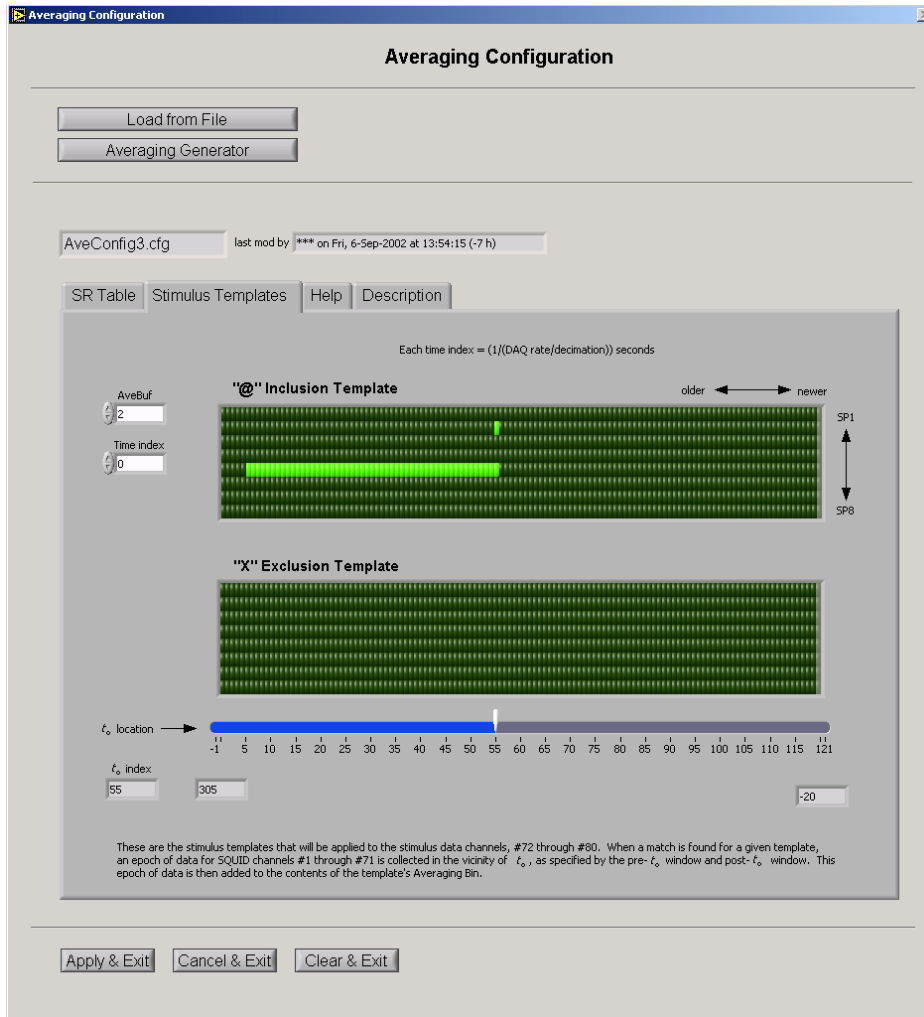 Averaging Configuration
Averaging Configuration
Load from File
Averaging Generator
AveConfig3.cfg
last mod by
*** on Fri, 6-Sep-2002 at 13:54:15 (-7 h)
SR Table
Stimulus Templates
Help
Description
Each time index = (1/(DAQ rate/decimation)) seconds
"@" Inclusion Template
older
newer
AveBuf
2
Time index
0
SP1
SP8
"X" Exclusion Template
t₀ location
-1 5 10 15 20 25 30 35 40 45 50 55 60 65 70 75 80 85 90 95 100 105 110 115 121
t₀ index
55
305
-20
These are the stimulus templates that will be applied to the stimulus data channels, #72 through #80. When a match is found for a given template,
an epoch of data for SQUID channels #1 through #71 is collected in the vicinity of t₀, as specified by the pre-t₀ window and post-t₀ window. This
epoch of data is then added to the contents of the template's Averaging Bin.
Apply & Exit
Cancel & Exit
Clear & Exit